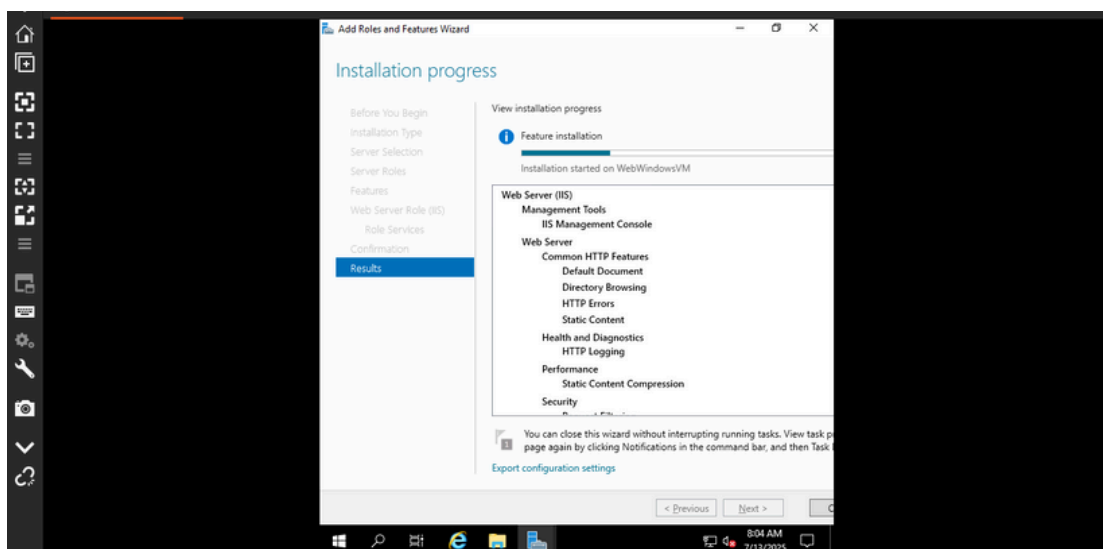 Add Roles and Features Wizard
Installation progress
Before You Begin
Installation Type
Server Selection
Server Roles
Features
Web Server Role (IIS)
Role Services
Confirmation
Results
View installation progress
Feature installation
Installation started on WebWindowsVM
Web Server (IIS)
Management Tools
IIS Management Console
Web Server
Common HTTP Features
Default Document
Directory Browsing
HTTP Errors
Static Content
Health and Diagnostics
HTTP Logging
Performance
Static Content Compression
Security
1
You can close this wizard without interrupting running tasks. View task
page again by clicking Notifications in the command bar, and then Task
Export configuration settings
< Previous
Next >
8:04 AM
7/13/2025